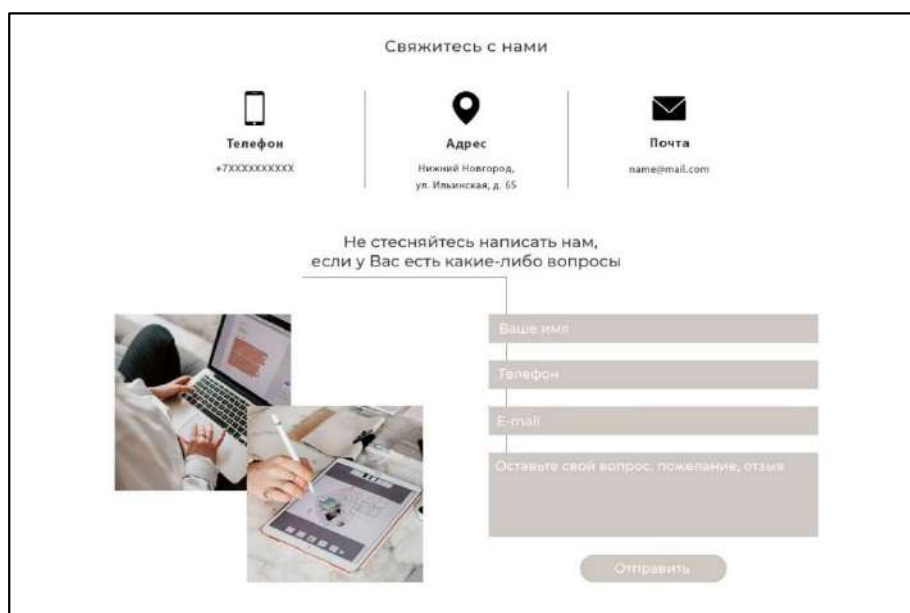 Свяжитесь с нами
Телефон
+7XXXXXXXXXX
Адрес
Нижний Новгород,
ул. Ильинская, д. 65
Почта
name@mail.com
Не стесняйтесь написать нам,
если у Вас есть какие-либо вопросы
Ваше имя
Телефон
E-mail
Оставьте свой вопрос, пожелание, отзыв
Отправить